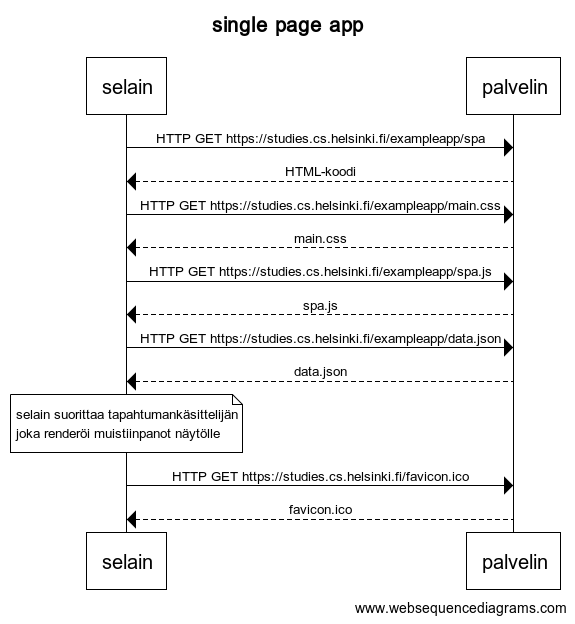 single page app
selain palvelin
HTTP GET https://studies.cs.helsinki.fi/exampleapp/spa
HTML-koodi
HTTP GET https://studies.cs.helsinki.fi/exampleapp/main.css
main.css
HTTP GET https://studies.cs.helsinki.fi/exampleapp/spa.js
spa.js
HTTP GET https://studies.cs.helsinki.fi/exampleapp/data.json
data.json
selain suorittaa tapahtumankäsittelijän
joka renderöi muistiinpanot näytölle
HTTP GET https://studies.cs.helsinki.fi/favicon.ico
favicon.ico
selain palvelin
www.websequencediagrams.com